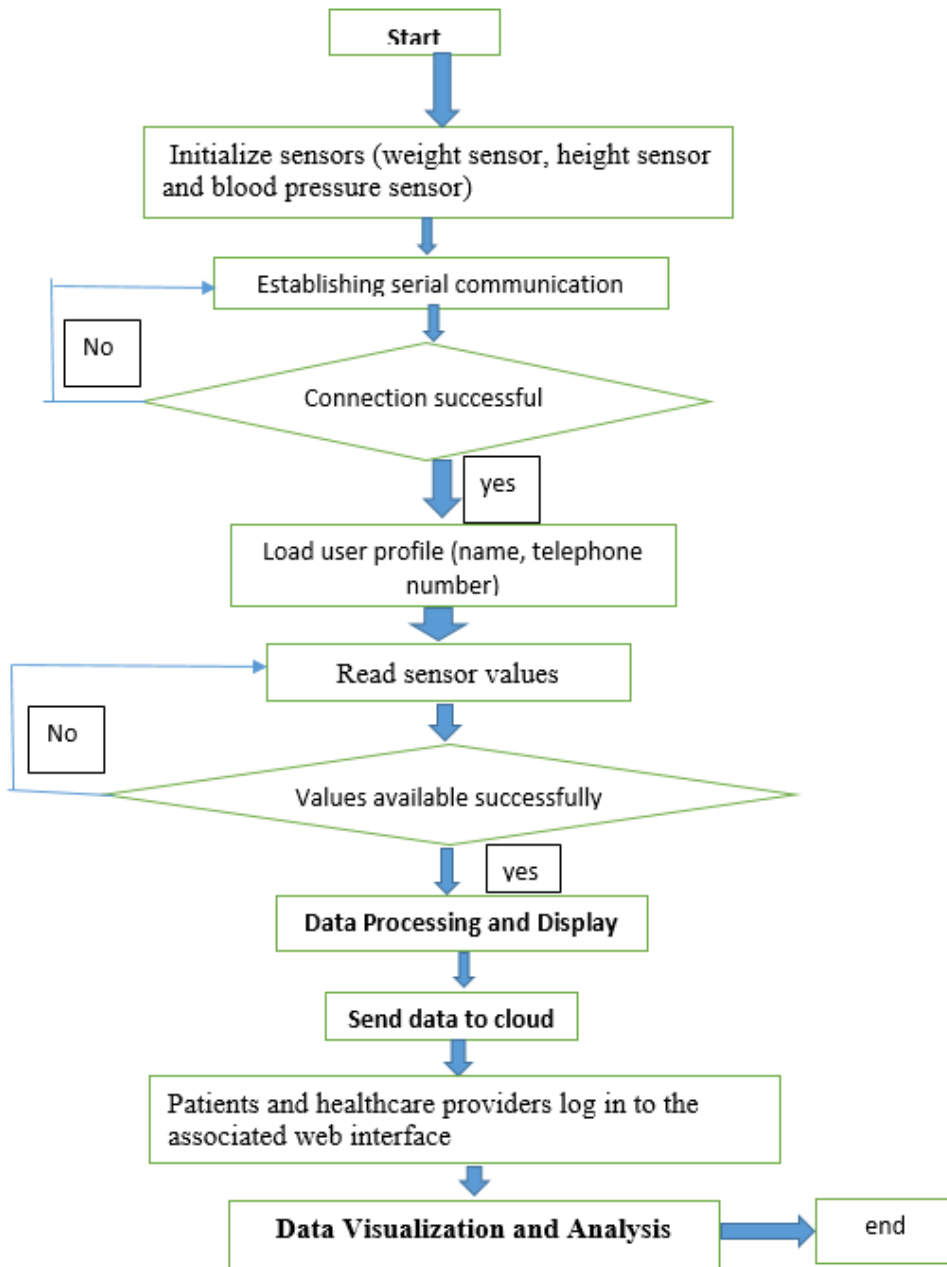 Start
Initialize sensors (weight sensor, height sensor
and blood pressure sensor)
Establishing serial communication
No
Connection successful
yes
Load user profile (name, telephone
number)
Read sensor values
No
Values available successfully
yes
Data Processing and Display
Send data to cloud
Patients and healthcare providers log in to the
associated web interface
Data Visualization and Analysis
end